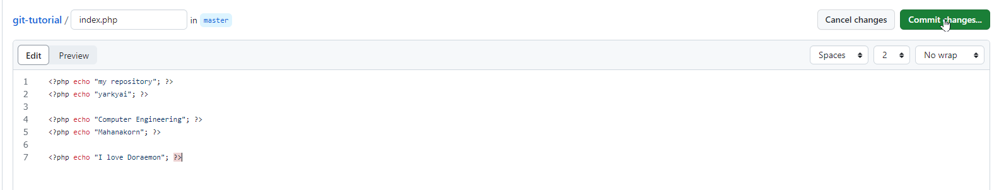 git-tutorial / index.php in master Cancel changes Commit changes...
Edit Preview Spaces 2 No wrap
1 <?php echo "my repository"; ?>
2 <?php echo "yarkyai"; ?>
3
4 <?php echo "Computer Engineering"; ?>
5 <?php echo "Mahanakorn"; ?>
6
7 <?php echo "I love Doraemon"; ?>